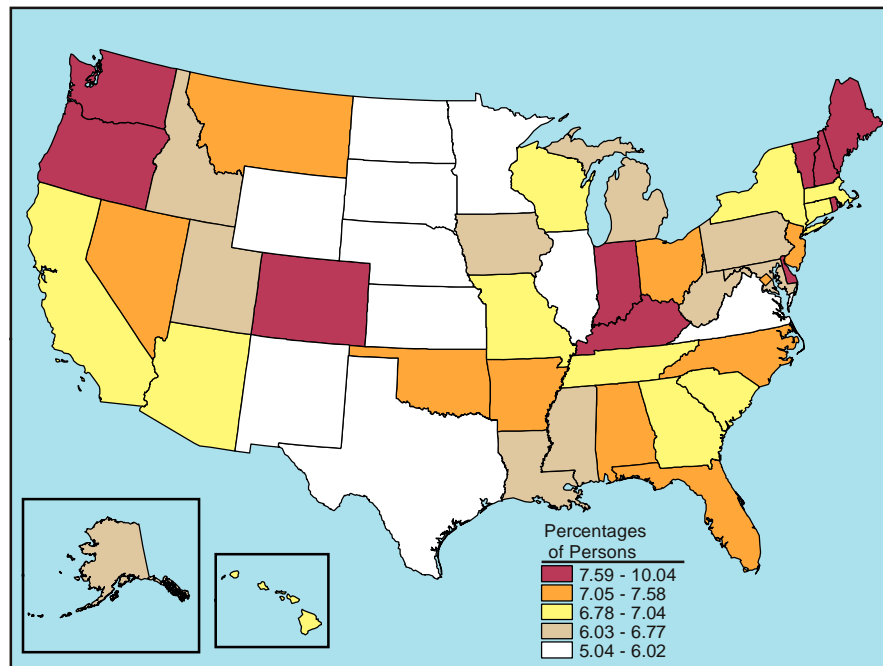 Percentages
of Persons
7.59 - 10.04
7.05 - 7.58
6.78 - 7.04
6.03 - 6.77
5.04 - 6.02